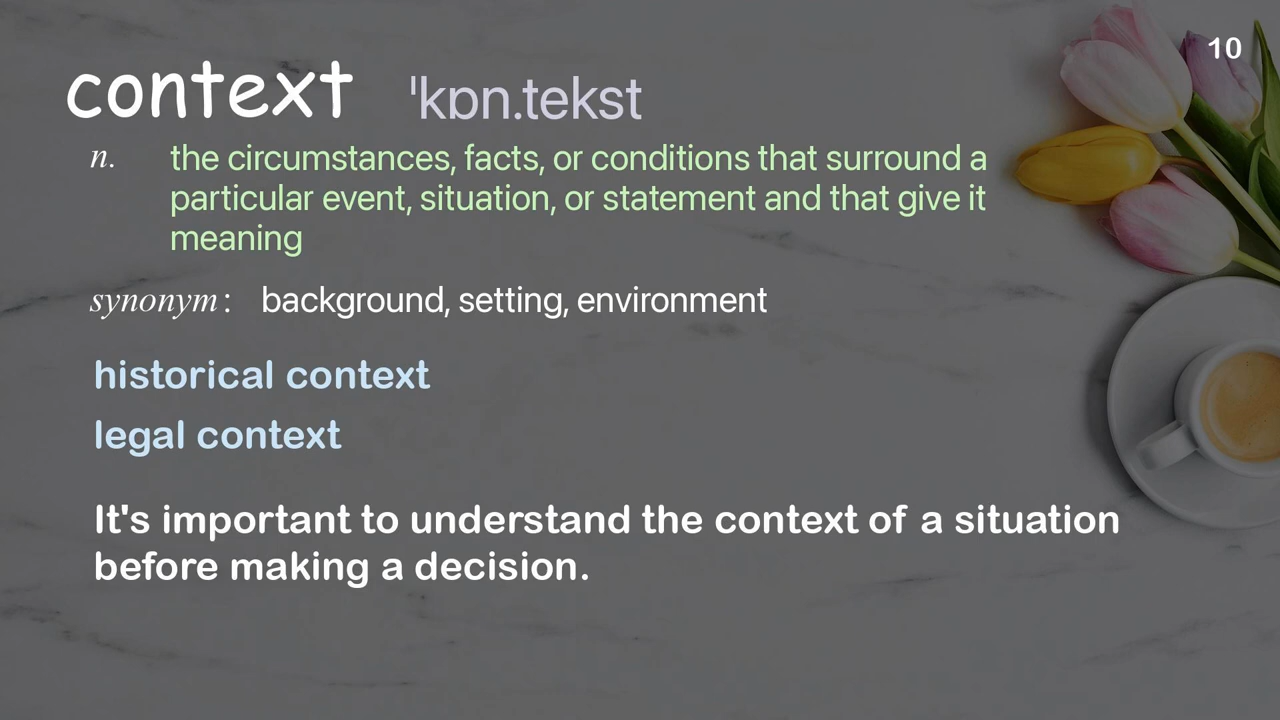 10
context ˈkɒn.tekst
n. the circumstances, facts, or conditions that surround a
particular event, situation, or statement and that give it
meaning
synonym: background, setting, environment
historical context
legal context
It's important to understand the context of a situation
before making a decision.